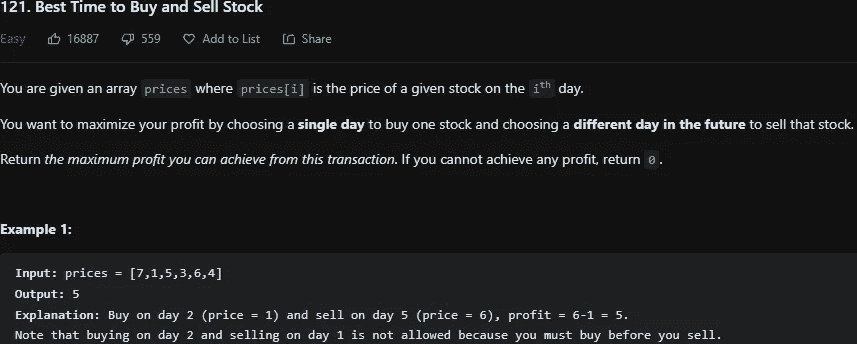 121. Best Time to Buy and Sell Stock
Easy 16887 559 Add to List Share
You are given an array prices where prices[i] is the price of a given stock on the ith day.
You want to maximize your profit by choosing a single day to buy one stock and choosing a different day in the future to sell that stock.
Return the maximum profit you can achieve from this transaction. If you cannot achieve any profit, return 0.
Example 1:
Input: prices = [7,1,5,3,6,4]
Output: 5
Explanation: Buy on day 2 (price = 1) and sell on day 5 (price = 6), profit = 6-1 = 5.
Note that buying on day 2 and selling on day 1 is not allowed because you must buy before you sell.